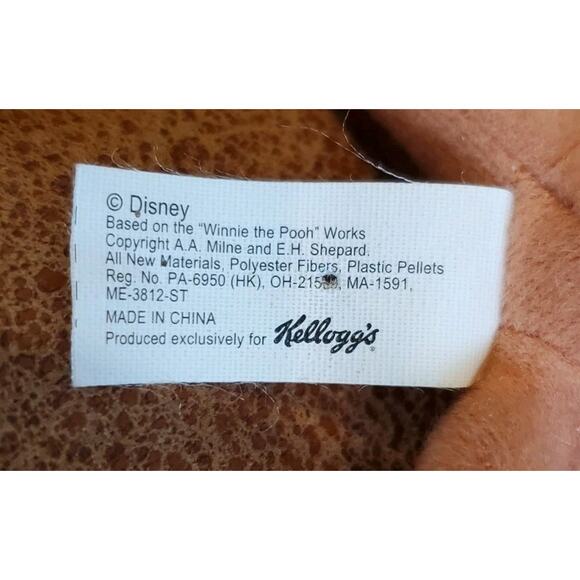 © Disney
Based on the "Winnie the Pooh" Works
Copyright A.A. Milne and E.H. Shepard.
All New Materials, Polyester Fibers, Plastic Pellets
Reg. No. PA-6950 (HK), MA-1591,
ME-3812-ST
MADE IN CHINA
Produced exclusively for Kellogg's